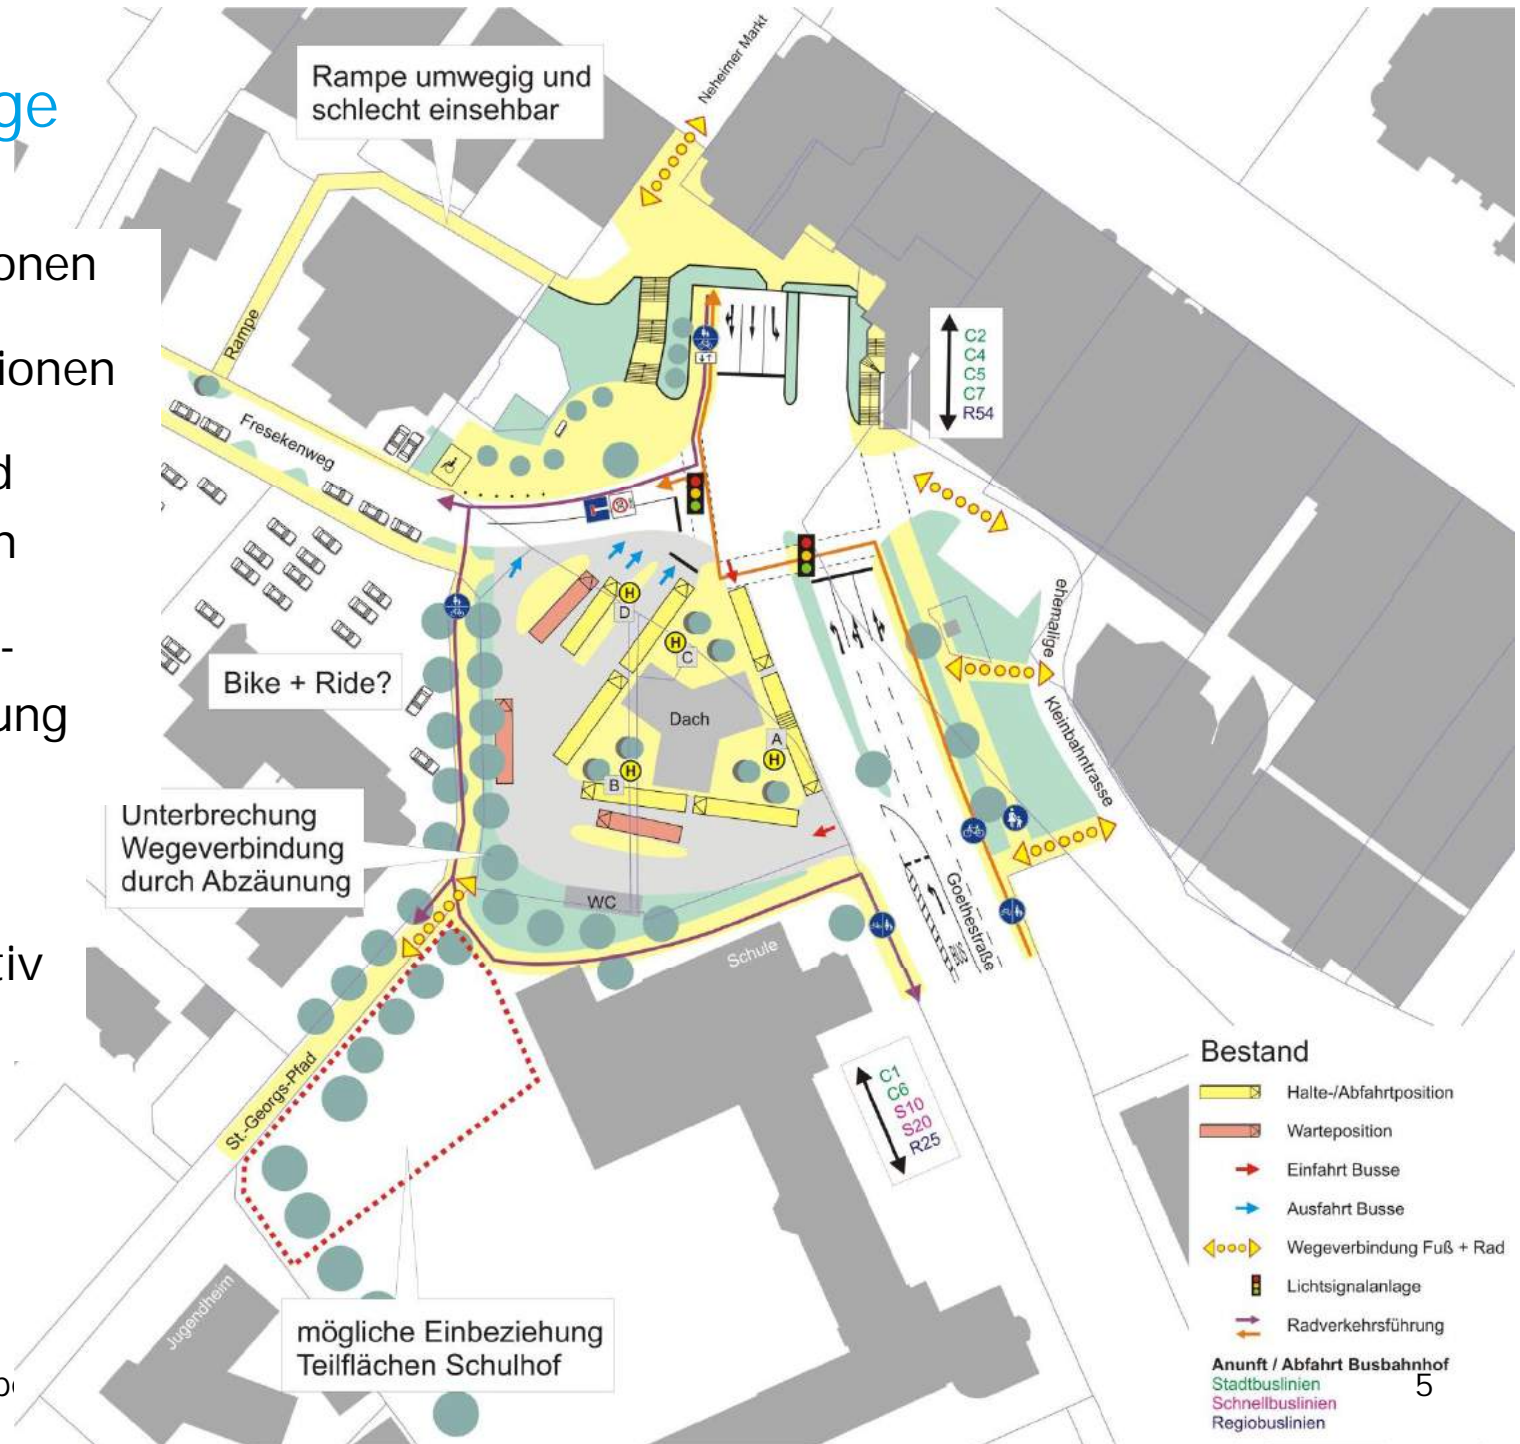 ge
onen
ionen
d
n
-
ung
tiv
Rampe umwegig und
schlecht einsehbar
Neheimer Markt
Rampe
Fresekenweg
C2
C4
C5
C7
R54
H
D
H
C
Dach
A
H
H
B
Bike + Ride?
ehemalige
Kleinbahntrasse
Unterbrechung
Wegeverbindung
durch Abzäunung
WC
Goethestraße
Schule
St.-Georgs-Pfad
C1
C6
S10
S20
R25
Jugendheim
mögliche Einbeziehung
Teilflächen Schulhof
Bestand
Halte-/Abfahrtposition
Warteposition
Einfahrt Busse
Ausfahrt Busse
Wegeverbindung Fuß + Rad
Lichtsignalanlage
Radverkehrsführung
Anunft / Abfahrt Busbahnhof
Stadtbuslinien
Schnellbuslinien
Regiobuslinien
5